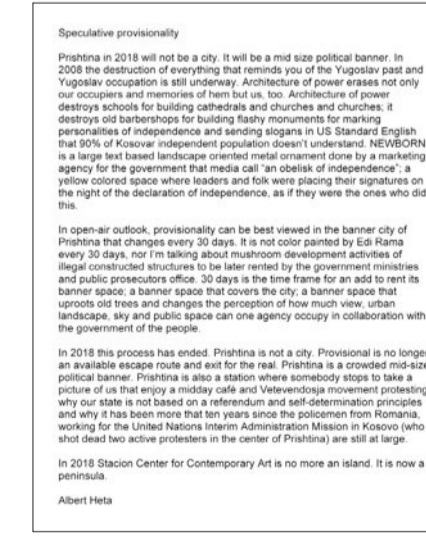 Speculative provisionality
Prishtina in 2018 will not be a city. It will be a mid size political banner. In
2008 the destruction of everything that reminds you of the Yugoslav past and
Yugoslav occupation is still underway. Architecture of power erases not only
our occupiers and memories of hem but us, too. Architecture of power
destroys schools for building cathedrals and churches and churches; it
destroys old barbershops for building flashy monuments for marking
personalities of independence and sending slogans in US Standard English
that 90% of Kosovar independent population doesn't understand. NEWBORN
is a large text based landscape oriented metal ornament done by a marketing
agency for the government that media call "an obelisk of independence"; a
yellow colored space where leaders and folk were placing their signatures on
the night of the declaration of independence, as if they were the ones who did
this.
In open-air outlook, provisionality can be best viewed in the banner city of
Prishtina that changes every 30 days. It is not color painted by Edi Rama
every 30 days, nor I'm talking about mushroom development activities of
illegal constructed structures to be later rented by the government ministries
and public prosecutors office. 30 days is the time frame for an add to rent its
banner space; a banner space that covers the city; a banner space that
uproots old trees and changes the perception of how much view, urban
landscape, sky and public space can one agency occupy in collaboration with
the government of the people.
In 2018 this process has ended. Prishtina is not a city. Provisional is no longer
an available escape route and exit for the real. Prishtina is a crowded mid-size
political banner. Prishtina is also a station where somebody stops to take a
picture of us that enjoy a midday café and Vetevendosja movement protesting
why our state is not based on a referendum and self-determination principles
and why it has been more that ten years since the policemen from Romania,
working for the United Nations Interim Administration Mission in Kosovo (who
shot dead two active protesters in the center of Prishtina) are still at large.
In 2018 Stacion Center for Contemporary Art is no more an island. It is now a
peninsula.
Albert Heta